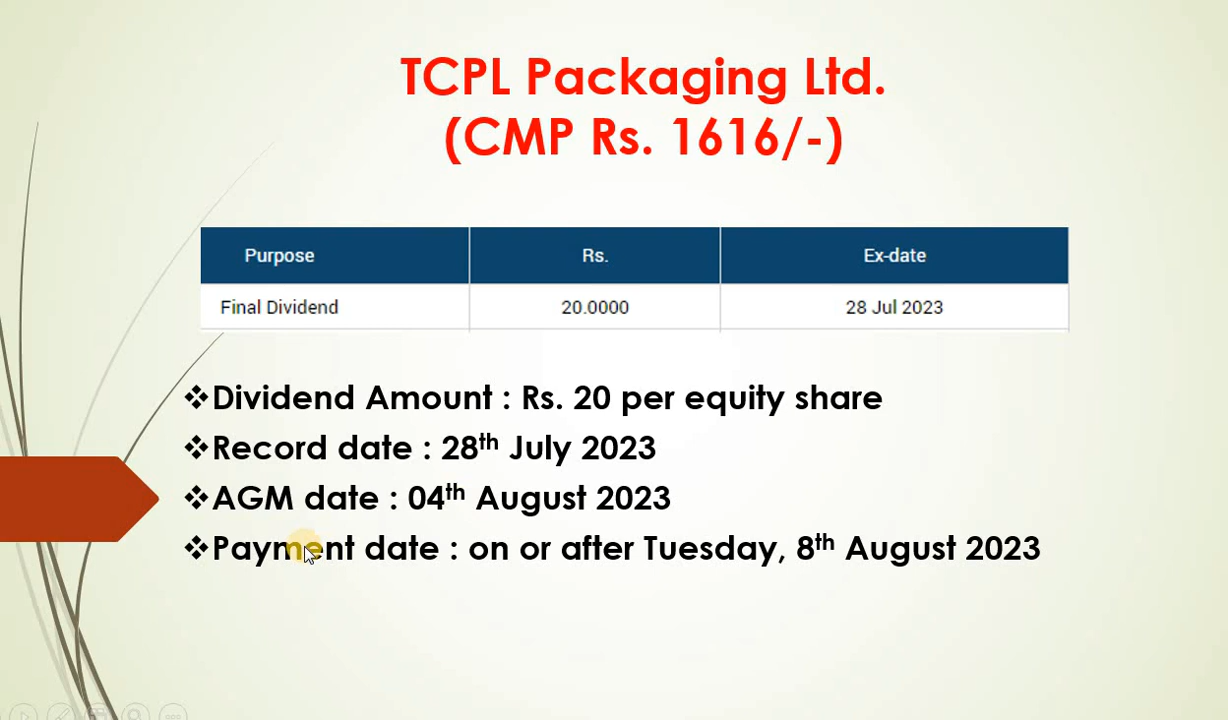 TCPL Packaging Ltd.
(CMP Rs. 1616/-)
Purpose Rs. Ex-date
Final Dividend 20.0000 28 Jul 2023
❖Dividend Amount : Rs. 20 per equity share
❖Record date : 28th July 2023
❖AGM date : 04th August 2023
❖Payment date : on or after Tuesday, 8th August 2023